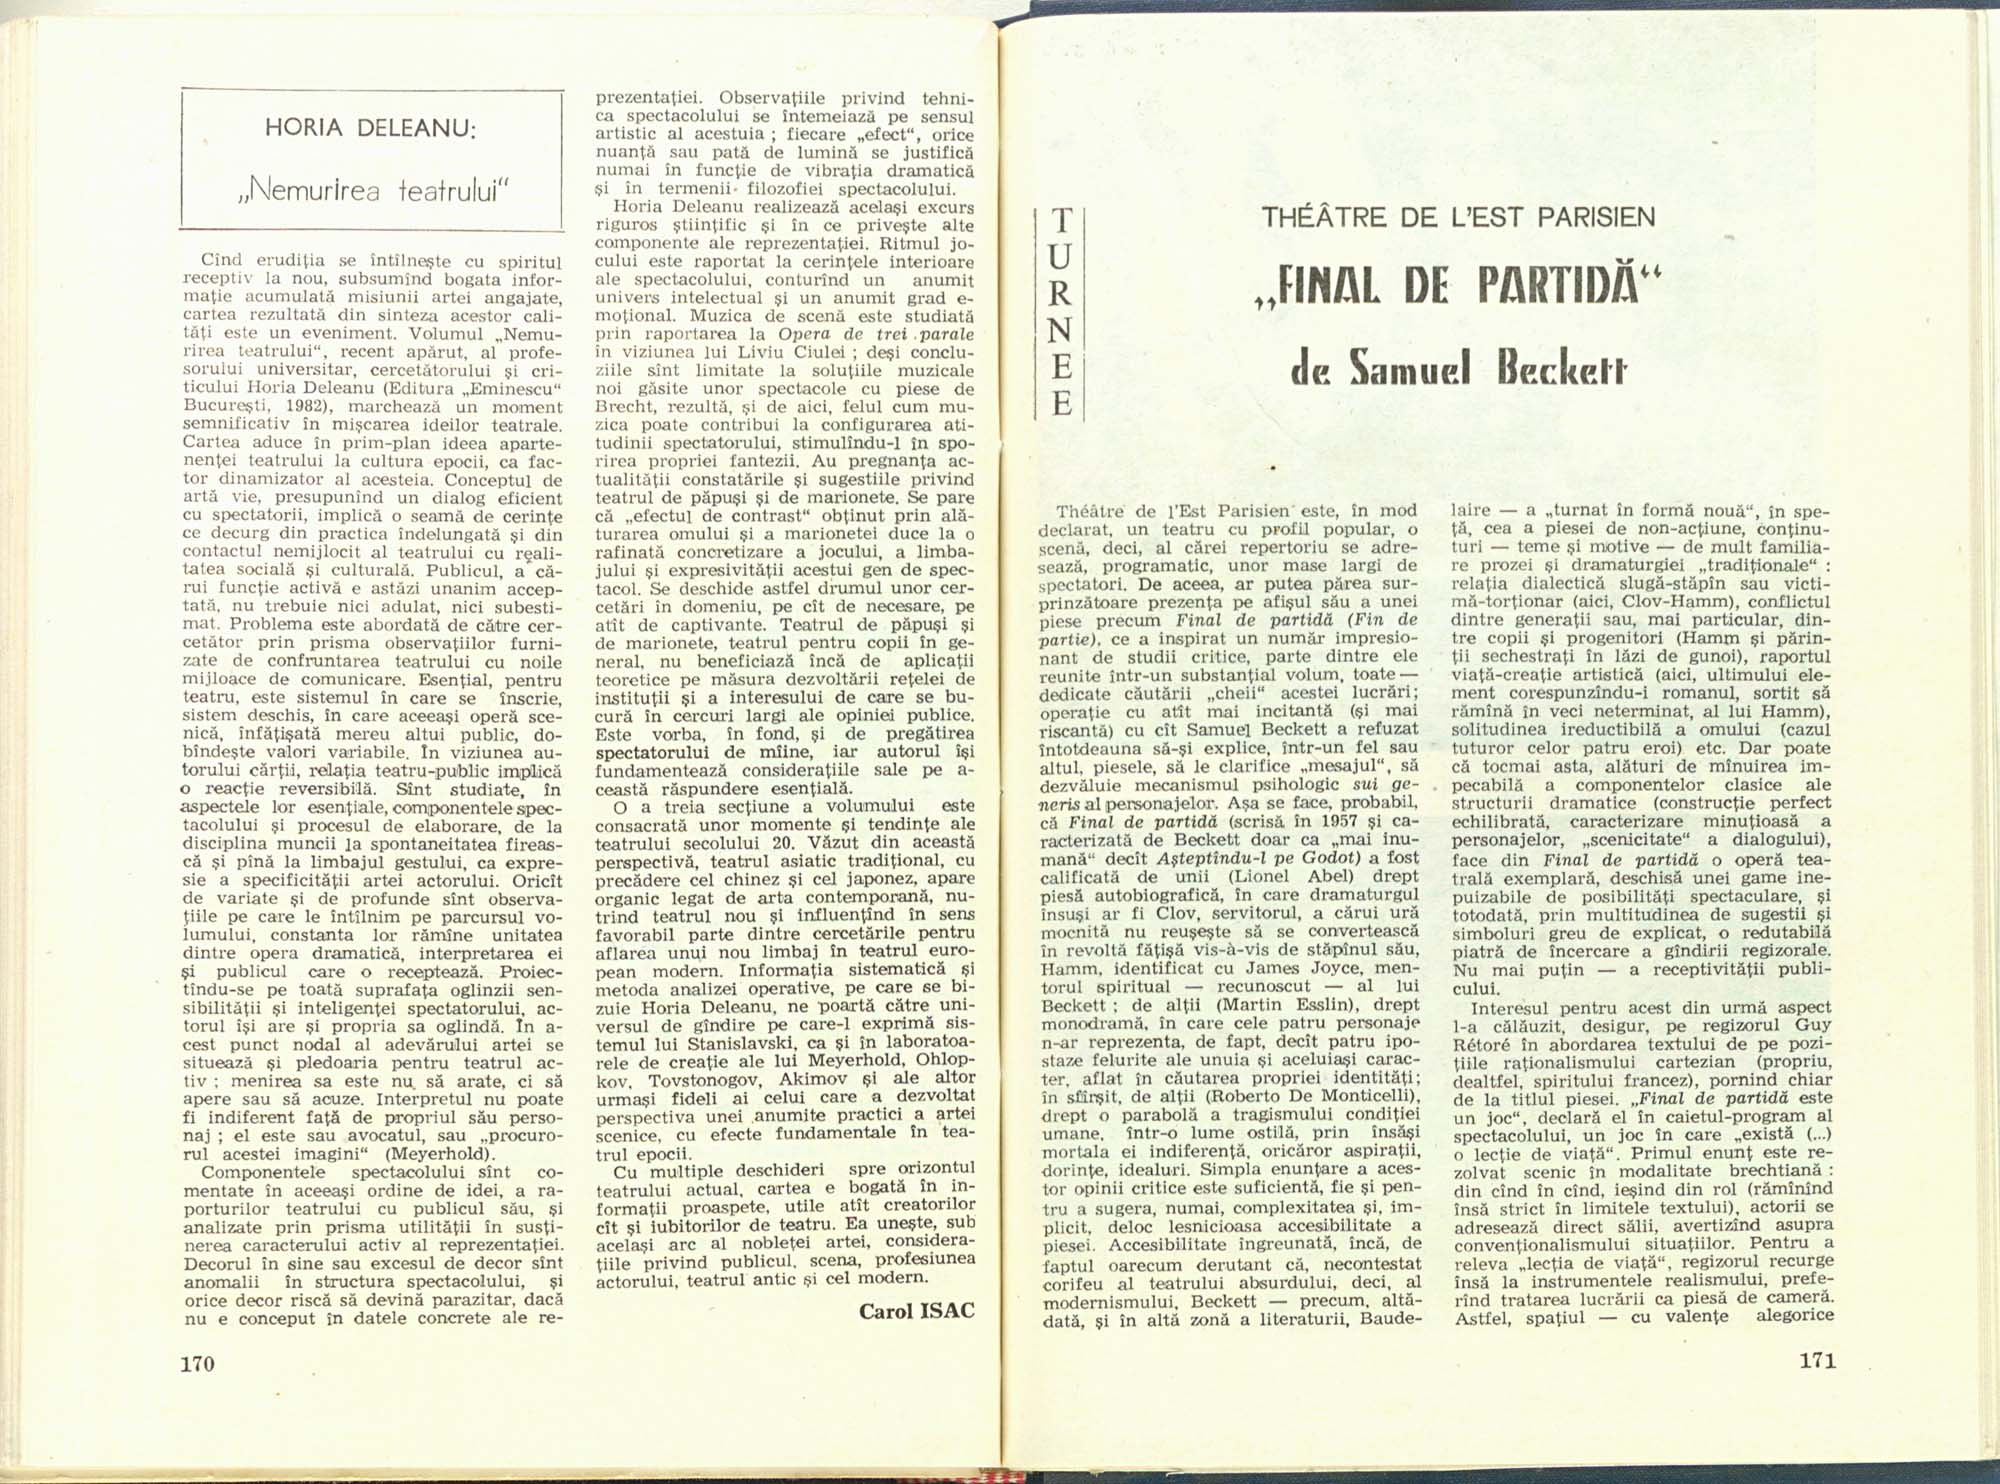 HORIA DELEANU:
„Nemurirea teatrului“
Cînd erudiția se întîlnește cu spiritul
receptiv la nou, subsumînd bogata infor-
mație acumulată misiunii artei angajate,
cartea rezultată din sinteza acestor cali-
tăți este un eveniment. Volumul „Nemu-
rirea teatrului“, recent apărut, al profe-
sorului universitar, cercetătorului și cri-
ticului Horia Deleanu (Editura „Eminescu“
București, 1982), marchează un moment
semnificativ în mișcarea ideilor teatrale.
Cartea aduce în prim-plan ideea aparte-
nenței teatrului la cultura epocii, ca fac-
tor dinamizator al acesteia. Conceptul de
artă vie, presupunînd un dialog eficient
cu spectatorii, implică o seamă de cerințe
ce decurg din practica îndelungată și din
contactul nemijlocit al teatrului cu reali-
tatea socială și culturală. Publicul, a că-
rui funcție activă e astăzi unanim accep-
tată, nu trebuie nici adulat, nici subesti-
mat. Problema este abordată de către cer-
cetător prin prisma observațiilor furni-
zate de confruntarea teatrului cu noile
mijloace de comunicare. Esențial, pentru
teatru, este sistemul în care se înscrie,
sistem deschis, în care aceeași operă sce-
nică, înfățișată mereu altui public, do-
bîndește valori variabile. În viziunea au-
torului cărții, relația teatru-public implică
o reacție reversibilă. Sînt studiate, în
aspectele lor esențiale, componentele spec-
tacolului și procesul de elaborare, de la
disciplina muncii la spontaneitatea fireas-
că și pînă la limbajul gestului, ca expre-
sie a specificității artei actorului. Oricît
de variate și de profunde sînt observa-
țiile pe care le întîlnim pe parcursul vo-
lumului, constanta lor rămîne unitatea
dintre opera dramatică, interpretarea ei
și publicul care o receptează. Proiec-
tîndu-se pe toată suprafața oglinzii sen-
sibilității și inteligenței spectatorului, ac-
torul își are și propria sa oglindă. În a-
cest punct nodal al adevărului artei se
situează și pledoaria pentru teatrul ac-
tiv ; menirea sa este nu să arate, ci să
apere sau să acuze. Interpretul nu poate
fi indiferent față de propriul său perso-
naj ; el este sau avocatul, sau „procuro-
rul acestei imagini“ (Meyerhold).
Componentele spectacolului sînt co-
mentate în aceeași ordine de idei, a ra-
porturilor teatrului cu publicul său, și
analizate prin prisma utilității în susți-
nerea caracterului activ al reprezentației.
Decorul în sine sau excesul de decor sînt
anomalii în structura spectacolului, și
orice decor riscă să devină parazitar, dacă
nu e conceput în datele concrete ale re-
prezentației. Observațiile privind tehni-
ca spectacolului se întemeiază pe sensul
artistic al acestuia ; fiecare „efect“, orice
nuanță sau pată de lumină se justifică
numai în funcție de vibrația dramatică
și în termenii filozofiei spectacolului.
Horia Deleanu realizează același excurs
riguros științific și în ce privește alte
componente ale reprezentației. Ritmul jo-
cului este raportat la cerințele interioare
ale spectacolului, conturînd un anumit
univers intelectual și un anumit grad e-
moțional. Muzica de scenă este studiată
prin raportarea la Opera de trei parale
în viziunea lui Liviu Ciulei ; deși conclu-
ziile sînt limitate la soluțiile muzicale
noi găsite unor spectacole cu piese de
Brecht, rezultă, și de aici, felul cum mu-
zica poate contribui la configurarea ati-
tudinii spectatorului, stimulîndu-l în spo-
rirea propriei fantezii. Au pregnanța ac-
tualității constatările și sugestiile privind
teatrul de păpuși și de marionete. Se pare
că „efectul de contrast“ obținut prin ală-
turarea omului și a marionetei duce la o
rafinată concretizare a jocului, a limba-
jului și expresivității acestui gen de spec-
tacol. Se deschide astfel drumul unor cer-
cetări în domeniu, pe cît de necesare, pe
atît de captivante. Teatrul de păpuși și
de marionete, teatrul pentru copii în ge-
neral, nu beneficiază încă de aplicații
teoretice pe măsura dezvoltării rețelei de
instituții și a interesului de care se bu-
cură în cercuri largi ale opiniei publice.
Este vorba, în fond, și de pregătirea
spectatorului de mîine, iar autorul își
fundamentează considerațiile sale pe a-
ceastă răspundere esențială.
O a treia secțiune a volumului este
consacrată unor momente și tendințe ale
teatrului secolului 20. Văzut din această
perspectivă, teatrul asiatic tradițional, cu
precădere cel chinez și cel japonez, apare
organic legat de arta contemporană, nu-
trind teatrul nou și influențînd în sens
favorabil parte dintre cercetările pentru
aflarea unui nou limbaj în teatrul euro-
pean modern. Informația sistematică și
metoda analizei operative, pe care se bi-
zuie Horia Deleanu, ne poartă către uni-
versul de gîndire pe care-l exprimă sis-
temul lui Stanislavski, ca și în laboratoa-
rele de creație ale lui Meyerhold, Ohlop-
kov, Tovstonogov, Akimov și ale altor
urmași fideli ai celui care a dezvoltat
perspectiva unei anumite practici a artei
scenice, cu efecte fundamentale în tea-
trul epocii.
Cu multiple deschideri spre orizontul
teatrului actual, cartea e bogată în in-
formații proaspete, utile atît creatorilor
cît și iubitorilor de teatru. Ea unește, sub
același arc al nobleței artei, considera-
țiile privind publicul, scena, profesiunea
actorului, teatrul antic și cel modern.
Carol ISAC
170
TURNEE
THÉÂTRE DE L'EST PARISIEN
„FINAL DE PARTIDĂ“
de Samuel Beckett
Théâtre de l'Est Parisien este, în mod
declarat, un teatru cu profil popular, o
scenă, deci, al cărei repertoriu se adre-
sează, programatic, unor mase largi de
spectatori. De aceea, ar putea părea sur-
prinzătoare prezența pe afișul său a unei
piese precum Final de partidă (Fin de
partie), ce a inspirat un număr impresio-
nant de studii critice, parte dintre ele
reunite într-un substanțial volum, toate —
dedicate căutării „cheii“ acestei lucrări;
operație cu atît mai incitantă (și mai
riscantă) cu cît Samuel Beckett a refuzat
întotdeauna să-și explice, într-un fel sau
altul, piesele, să le clarifice „mesajul“, să
dezvăluie mecanismul psihologic sui ge-
neris al personajelor. Așa se face, probabil,
că Final de partidă (scrisă în 1957 și ca-
racterizată de Beckett doar ca „mai inu-
mană“ decît Așteptîndu-l pe Godot) a fost
calificată de unii (Lionel Abel) drept
piesă autobiografică, în care dramaturgul
însuși ar fi Clov, servitorul, a cărui ură
mocnită nu reușește să se convertească
în revoltă fățișă vis-à-vis de stăpînul său,
Hamm, identificat cu James Joyce, men-
torul spiritual — recunoscut — al lui
Beckett ; de alții (Martin Esslin), drept
monodramă, în care cele patru personaje
n-ar reprezenta, de fapt, decît patru ipo-
staze felurite ale unuia și aceluiași carac-
ter, aflat în căutarea propriei identități;
în sfîrșit, de alții (Roberto De Monticelli),
drept o parabolă a tragismului condiției
umane, într-o lume ostilă, prin însăși
mortala ei indiferență, oricăror aspirații,
dorințe, idealuri. Simpla enunțare a aces-
tor opinii critice este suficientă, fie și pen-
tru a sugera, numai, complexitatea și, im-
plicit, deloc lesnicioasa accesibilitate a
piesei. Accesibilitate îngreunată, încă, de
faptul oarecum derutant că, necontestat
corifeu al teatrului absurdului, deci, al
modernismului, Beckett — precum, altă-
dată, și în altă zonă a literaturii, Baude-
laire — a „turnat în formă nouă“, în spe-
ță, cea a piesei de non-acțiune, conținu-
turi — teme și motive — de mult familia-
re prozei și dramaturgiei „tradiționale“ :
relația dialectică slugă-stăpîn sau victi-
mă-torționar (aici, Clov-Hamm), conflictul
dintre generații sau, mai particular, din-
tre copii și progenitori (Hamm și părin-
ții sechestrați în lăzi de gunoi), raportul
viață-creație artistică (aici, ultimului ele-
ment corespunzîndu-i romanul, sortit să
rămînă în veci neterminat, al lui Hamm),
solitudinea ireductibilă a omului (cazul
tuturor celor patru eroi) etc. Dar poate
că tocmai asta, alături de mînuirea im-
pecabilă a componentelor clasice ale
structurii dramatice (construcție perfect
echilibrată, caracterizare minuțioasă a
personajelor, „scenicitate“ a dialogului),
face din Final de partidă o operă tea-
trală exemplară, deschisă unei game ine-
puizabile de posibilități spectaculare, și
totodată, prin multitudinea de sugestii și
simboluri greu de explicat, o redutabilă
piatră de încercare a gîndirii regizorale.
Nu mai puțin — a receptivității publi-
cului.
Interesul pentru acest din urmă aspect
l-a călăuzit, desigur, pe regizorul Guy
Rétoré în abordarea textului de pe pozi-
țiile raționalismului cartezian (propriu,
dealtfel, spiritului francez), pornind chiar
de la titlul piesei. „Final de partidă este
un joc“, declară el în caietul-program al
spectacolului, un joc în care „există (...)
o lecție de viață“. Primul enunț este re-
zolvat scenic în modalitate brechtiană :
din cînd în cînd, ieșind din rol (rămînînd
însă strict în limitele textului), actorii se
adresează direct sălii, avertizînd asupra
convenționalismului situațiilor. Pentru a
releva „lecția de viață“, regizorul recurge
însă la instrumentele realismului, prefe-
rînd tratarea lucrării ca piesă de cameră.
Astfel, spațiul — cu valențe alegorice
171